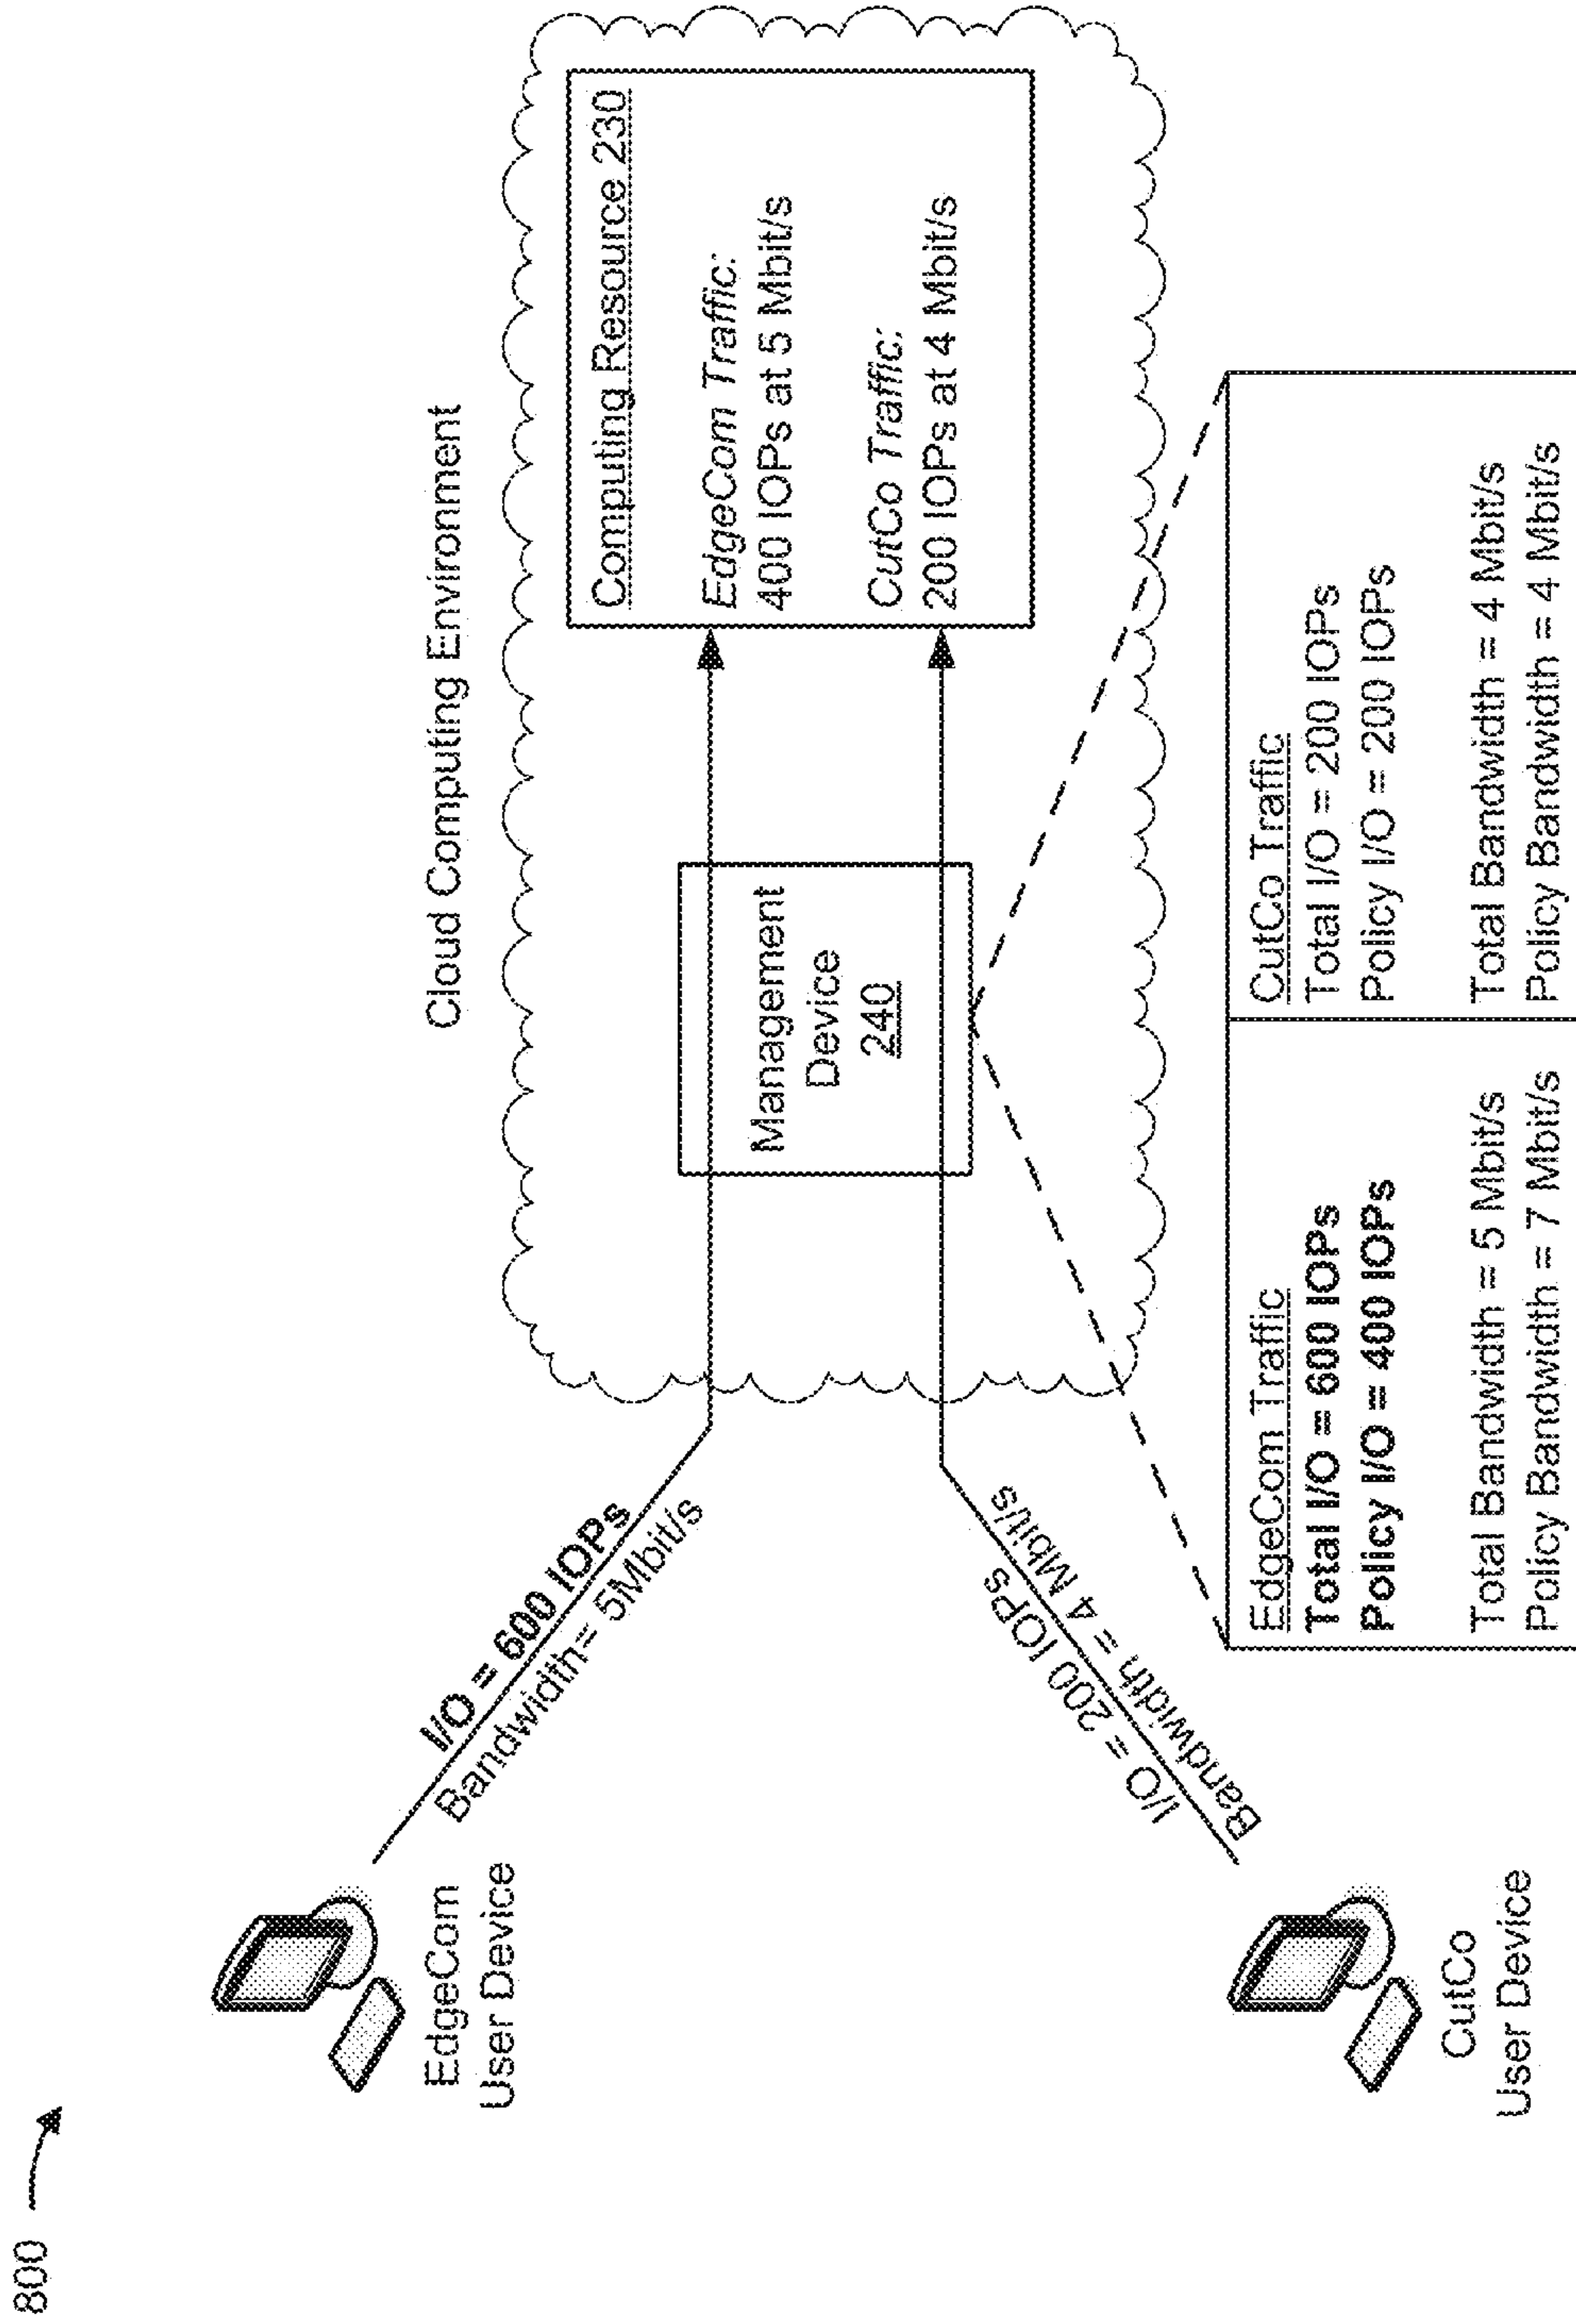 800
Cloud Computing Environment
EdgeCom
User Device
I/O = 600 IOPs
Bandwidth= 5Mbit/s
Management
Device
240
Computing Resource 230
EdgeCom Traffic:
400 IOPs at 5 Mbit/s
CutCo Traffic:
200 IOPs at 4 Mbit/s
I/O = 200 IOPs
Bandwidth = 4 Mbit/s
CutCo
User Device
EdgeCom Traffic
Total I/O = 600 IOPs
Policy I/O = 400 IOPs
Total Bandwidth = 5 Mbit/s
Policy Bandwidth = 7 Mbit/s
CutCo Traffic
Total I/O = 200 IOPs
Policy I/O = 200 IOPs
Total Bandwidth = 4 Mbit/s
Policy Bandwidth = 4 Mbit/s